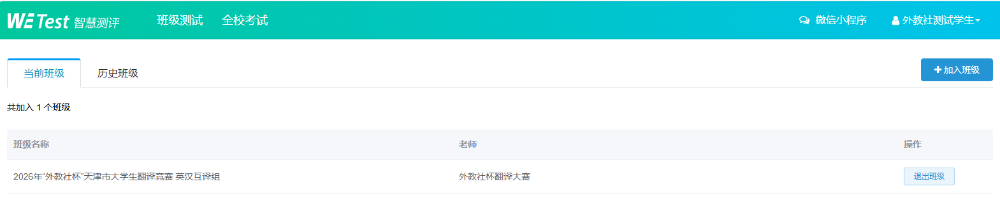 WE Test 智慧测评 班级测试 全校考试 微信小程序 外教社测试学生
当前班级 历史班级 加入班级
共加入 1 个班级
班级名称 老师 操作
2026年“外教社杯”天津市大学生翻译竞赛 英汉互译组 外教社杯翻译大赛 退出班级